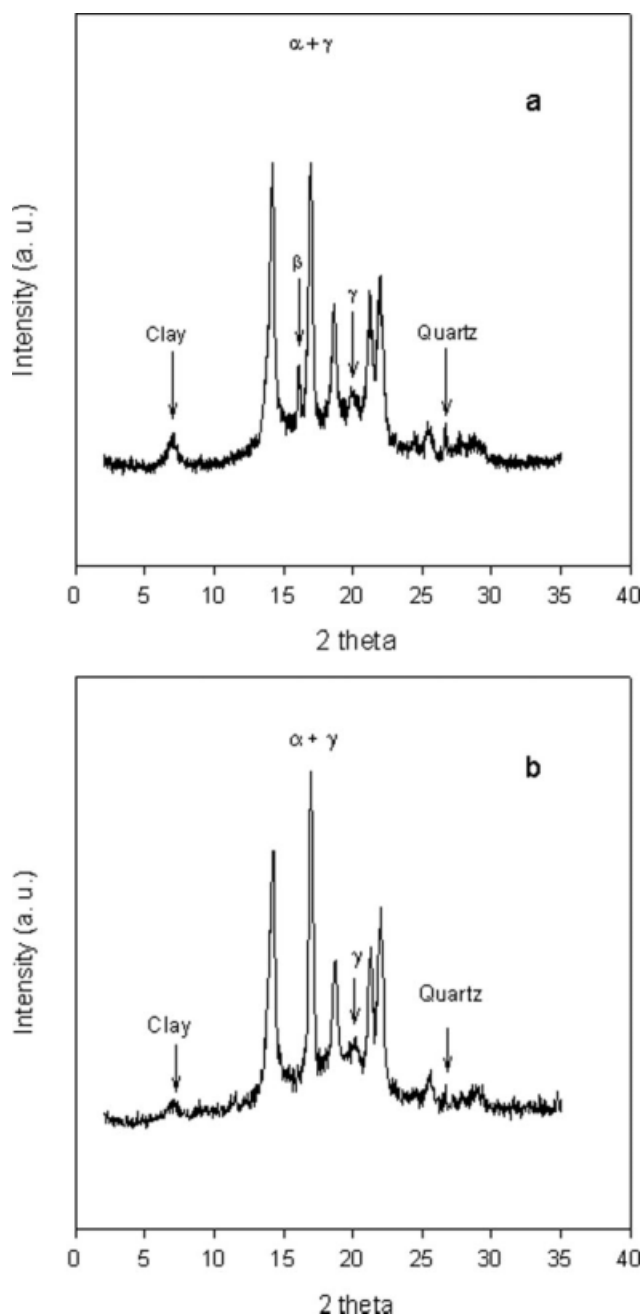 α + γ
a
β
γ
Clay
Quartz
Intensity (a. u.)
0 5 10 15 20 25 30 35 40
2 theta
α + γ
b
γ
Quartz
Clay
Intensity (a. u.)
0 5 10 15 20 25 30 35 40
2 theta